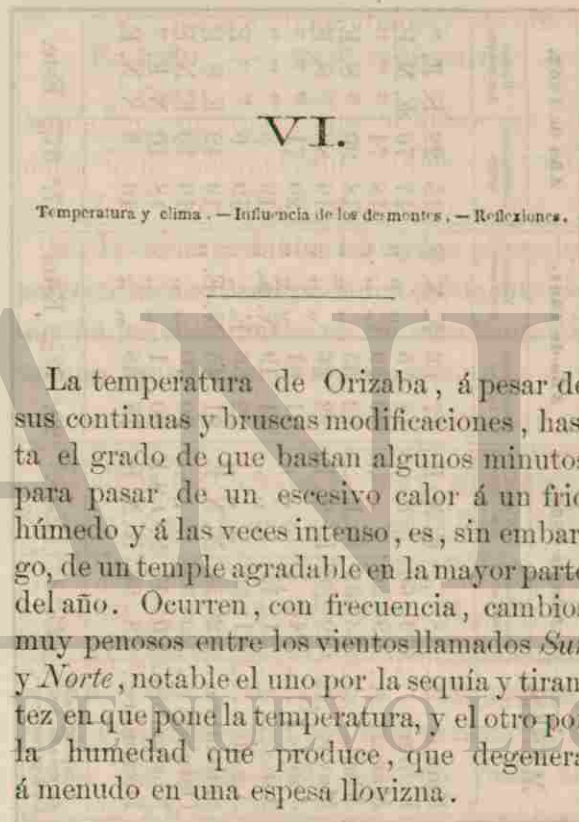 VI.
Temperatura y clima. — Influencia de los desmontes. — Reflexiones.
La temperatura de Orizaba, á pesar de
sus continuas y bruscas modificaciones, has-
ta el grado de que bastan algunos minutos
para pasar de un escesivo calor á un frio
húmedo y á las veces intenso, es, sin embar-
go, de un temple agradable en la mayor parte
del año. Ocurren, con frecuencia, cambios
muy penosos entre los vientos llamados Sur
y Norte, notable el uno por la sequía y tiran-
tez en que pone la temperatura, y el otro por
la humedad que produce, que degenera
á menudo en una espesa llovizna.
ANL
DE NUEVO LEÓ